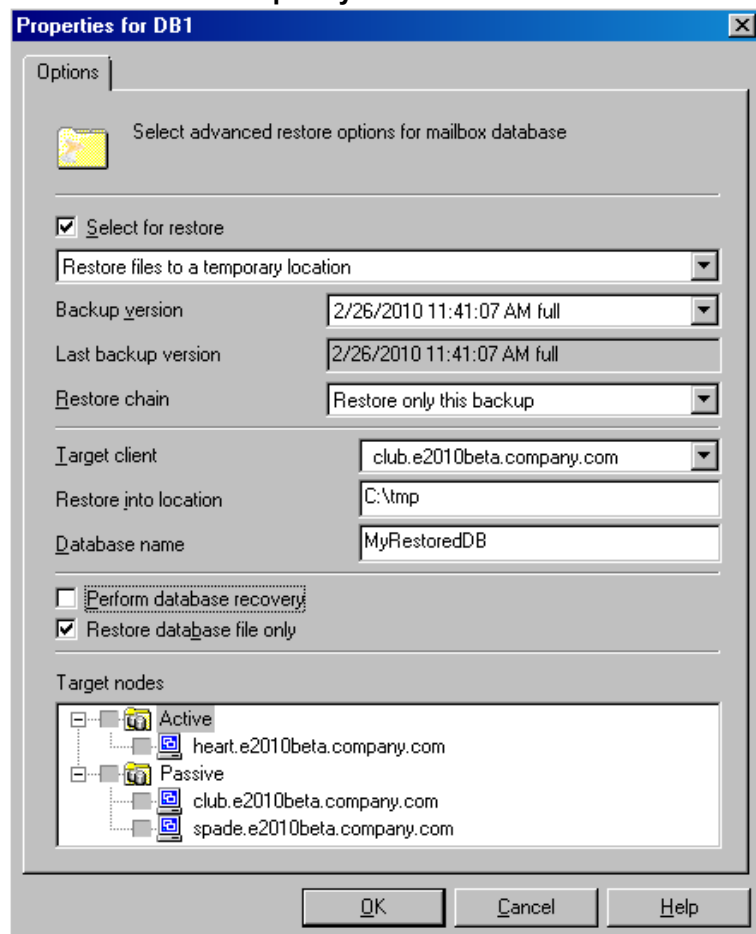 Properties for DB1
Options
Select advanced restore options for mailbox database
Select for restore
Restore files to a temporary location
Backup version 2/26/2010 11:41:07 AM full
Last backup version 2/26/2010 11:41:07 AM full
Restore chain Restore only this backup
Target client club.e2010beta.company.com
Restore into location C:\tmp
Database name MyRestoredDB
Perform database recovery
Restore database file only
Target nodes
Active
heart.e2010beta.company.com
Passive
club.e2010beta.company.com
spade.e2010beta.company.com
OK Cancel Help